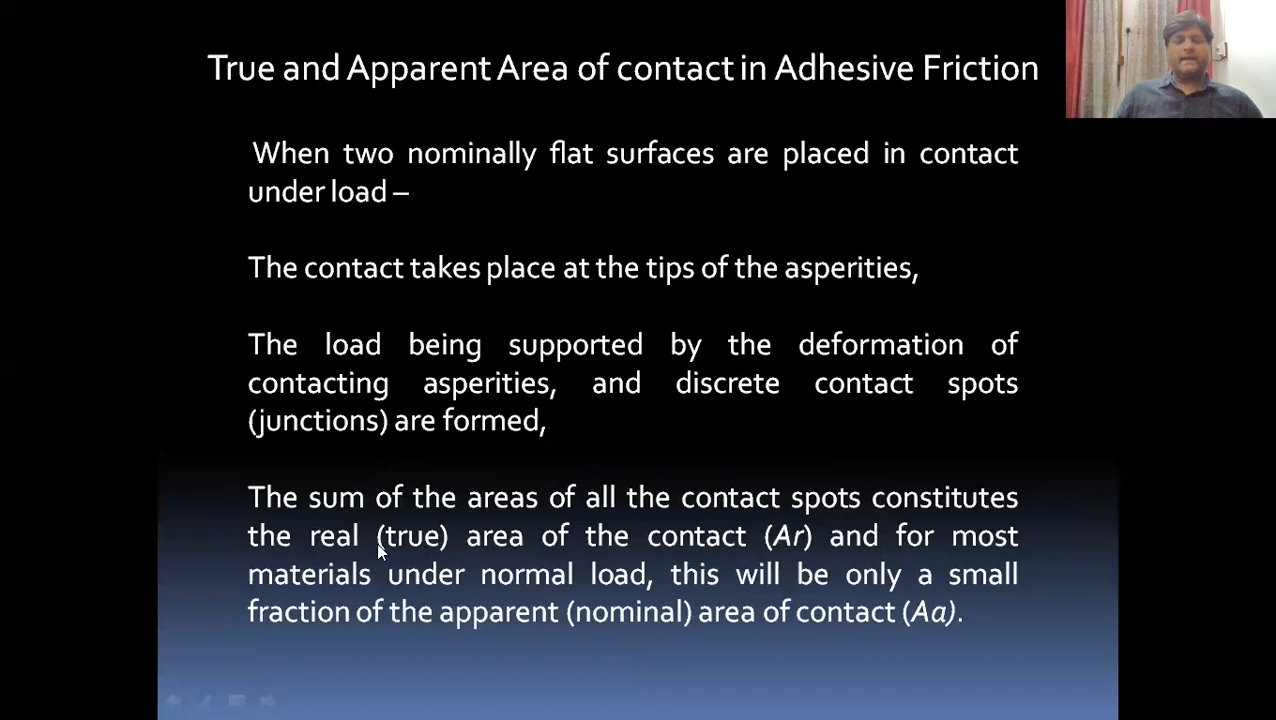 True and Apparent Area of contact in Adhesive Friction
When two nominally flat surfaces are placed in contact
under load –
The contact takes place at the tips of the asperities,
The load being supported by the deformation of
contacting asperities, and discrete contact spots
(junctions) are formed,
The sum of the areas of all the contact spots constitutes
the real (true) area of the contact (Ar) and for most
materials under normal load, this will be only a small
fraction of the apparent (nominal) area of contact (Aa).